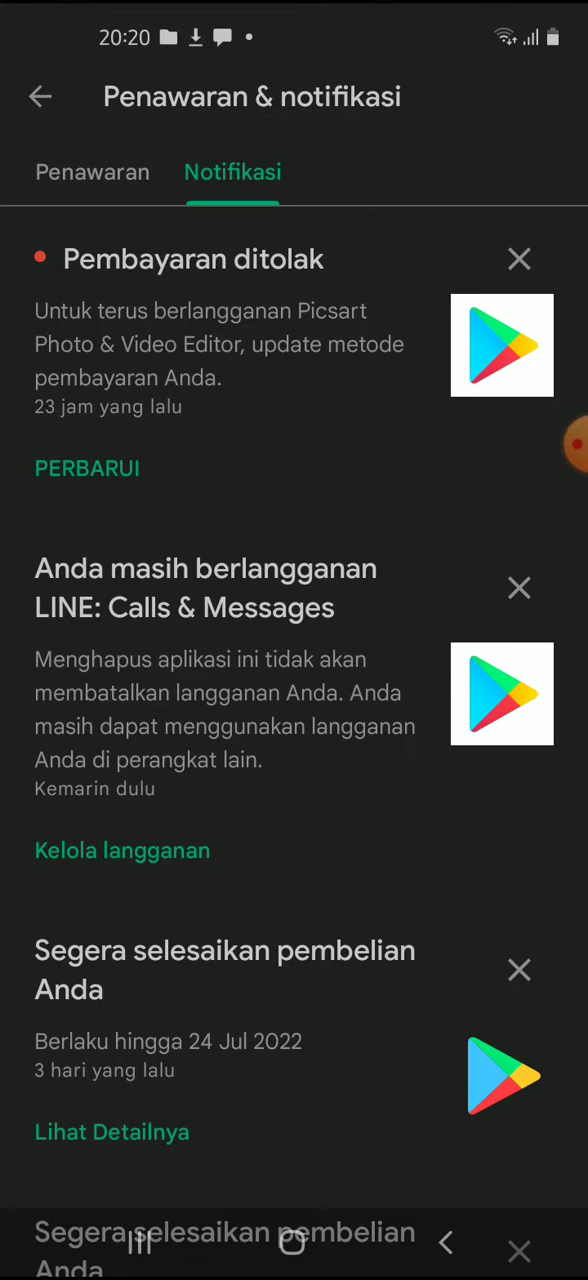 20:20
Penawaran & notifikasi
Penawaran
Notifikasi
Pembayaran ditolak
Untuk terus berlangganan Picsart
Photo & Video Editor, update metode
pembayaran Anda.
23 jam yang lalu
PERBARUI
Anda masih berlangganan
LINE: Calls & Messages
Menghapus aplikasi ini tidak akan
membatalkan langganan Anda. Anda
masih dapat menggunakan langganan
Anda di perangkat lain.
Kemarin dulu
Kelola langganan
Segera selesaikan pembelian
Anda
Berlaku hingga 24 Jul 2022
3 hari yang lalu
Lihat Detailnya
Segera selesaikan pembelian
Anda